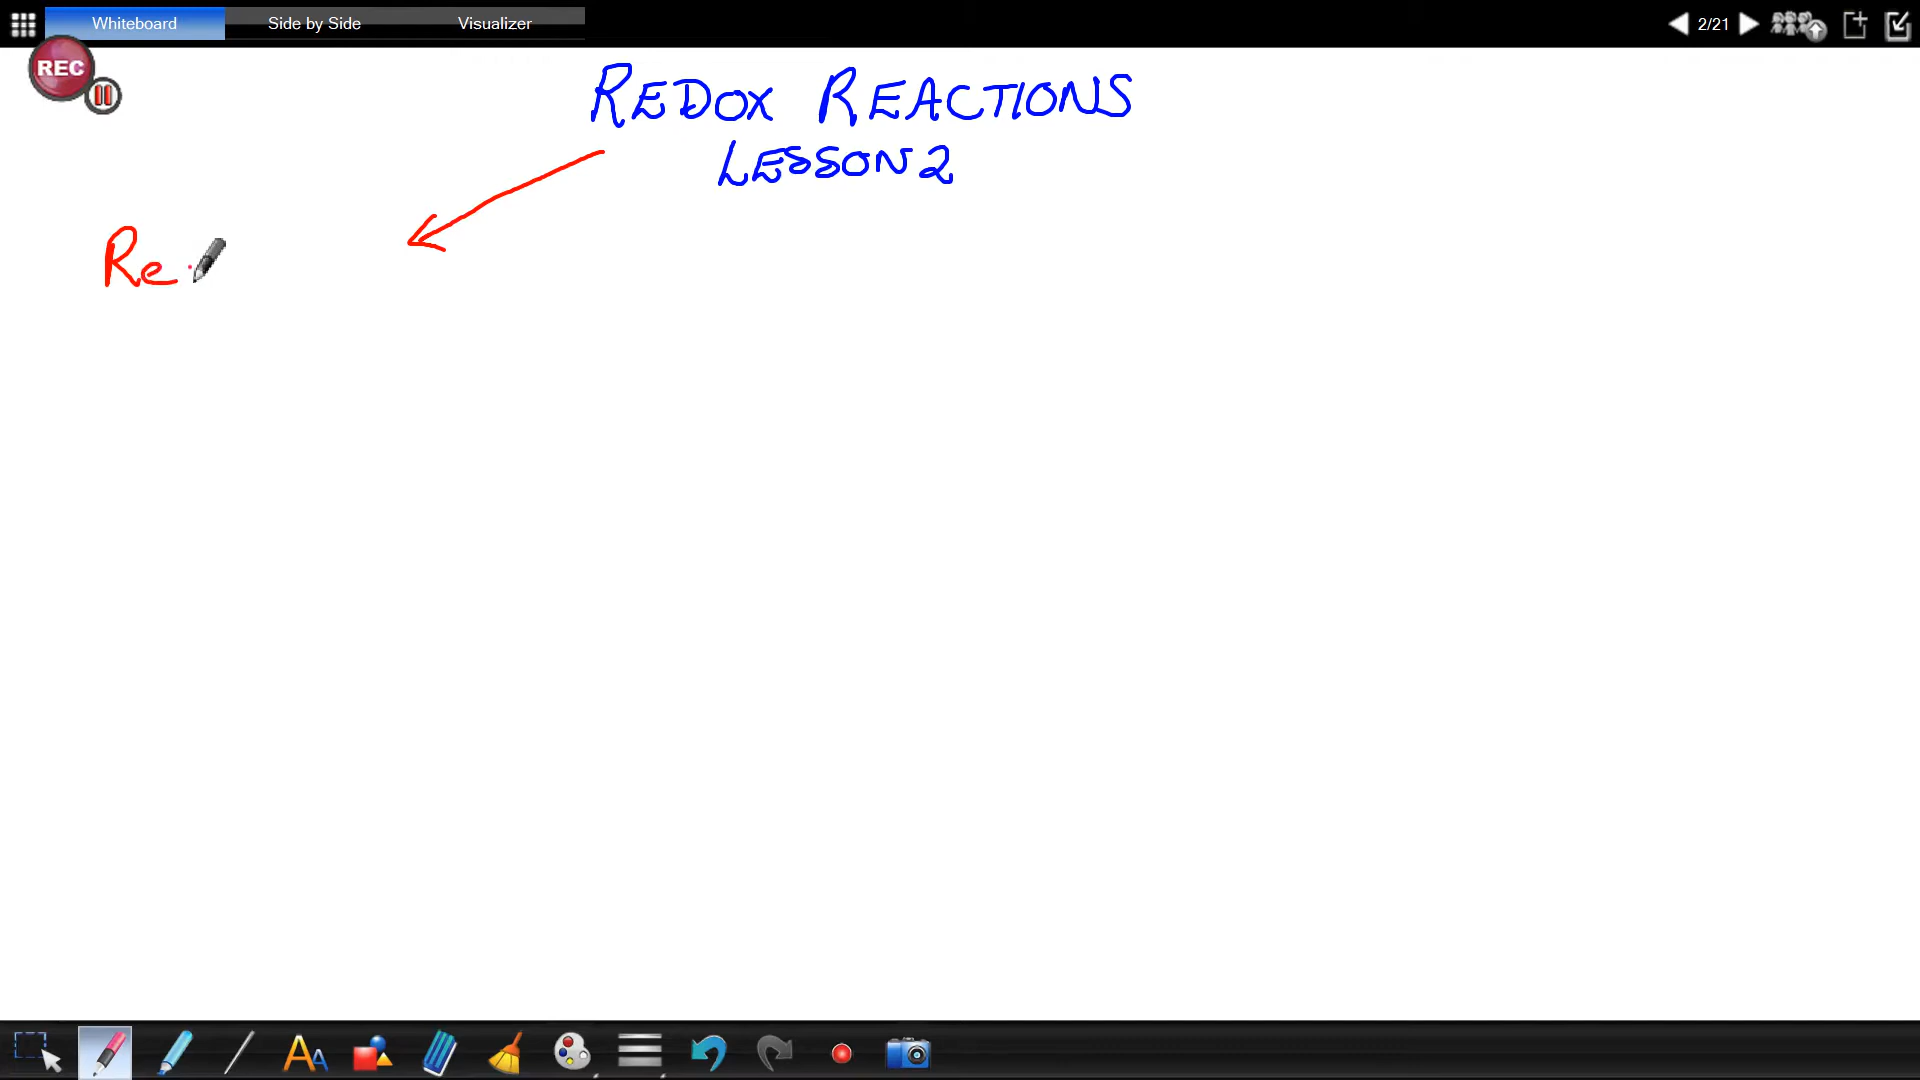 Whiteboard Side by Side Visualizer 2/21
REC
REDOX REACTIONS
LESSON 2
Re